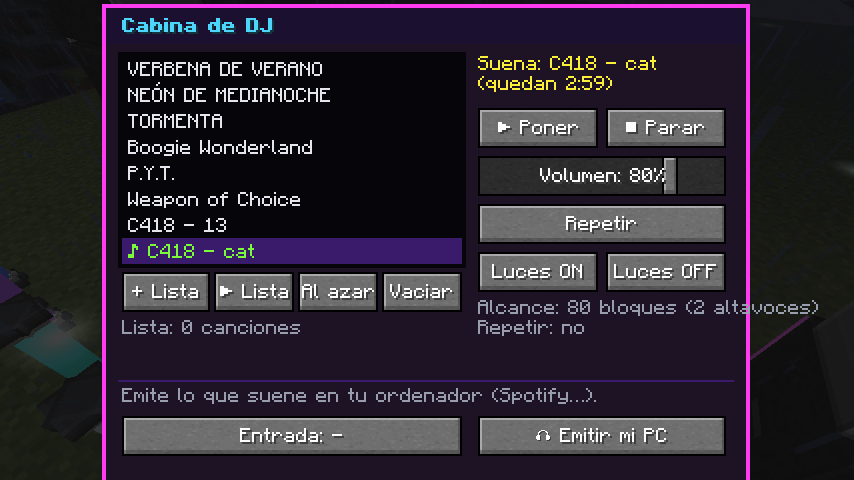 Cabina de DJ
VERBENA DE VERANO
NEÓN DE MEDIANOCHE
TORMENTA
Boogie Wonderland
P.Y.T.
Weapon of Choice
C418 - 13
♪ C418 - cat
+ Lista
► Lista
Al azar
Vaciar
Lista: 0 canciones
Suena: C418 - cat
(quedan 2:59)
► Poner
■ Parar
Volumen: 80%
Repetir
Luces ON
Luces OFF
Alcance: 80 bloques (2 altavoces)
Repetir: no
Emite lo que suene en tu ordenador (Spotify...).
Entrada: -
🎧 Emitir mi PC